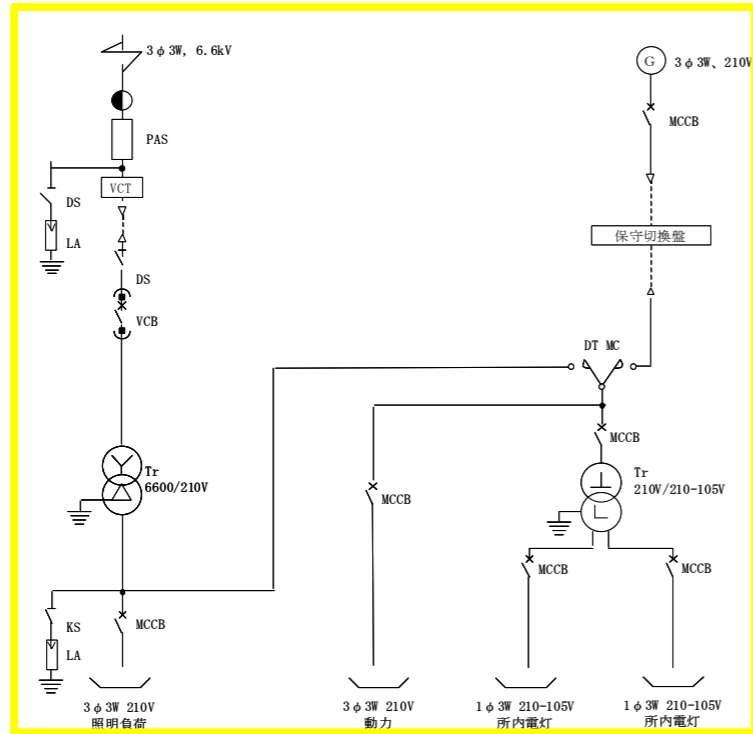 3φ3W, 6.6kV
G
3φ3W、210V
MCCB
PAS
VCT
DS
LA
保守切換盤
DS
VCB
DT MC
MCCB
Tr
6600/210V
Tr
210V/210-105V
MCCB
MCCB
MCCB
KS
MCCB
LA
3φ3W 210V
照明負荷
3φ3W 210V
動力
1φ3W 210-105V
所内電灯
1φ3W 210-105V
所内電灯